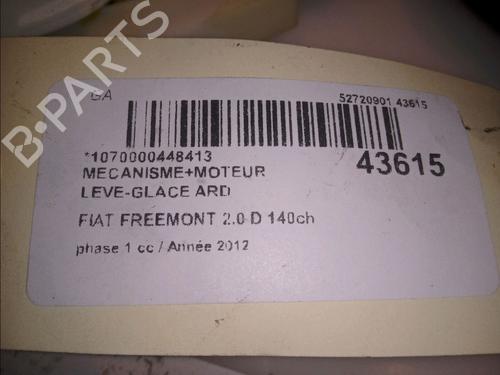 B-PARTS
GA
52720901 43615
*1070000448413
43615
MECANISME+MOTEUR
LEVE-GLACE ARD
FIAT FREEMONT 2.0 D 140ch
phase 1 cc / Année 2012